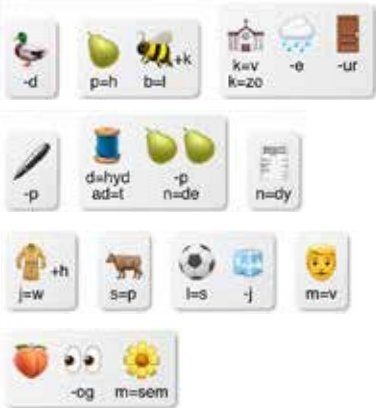 -d p=h b=l +k k=v -e -ur
k=zo
-p d=hyd -p n=dy
ad=t n=de
+h
j=w s=p l=s -j m=v
-og m=sem